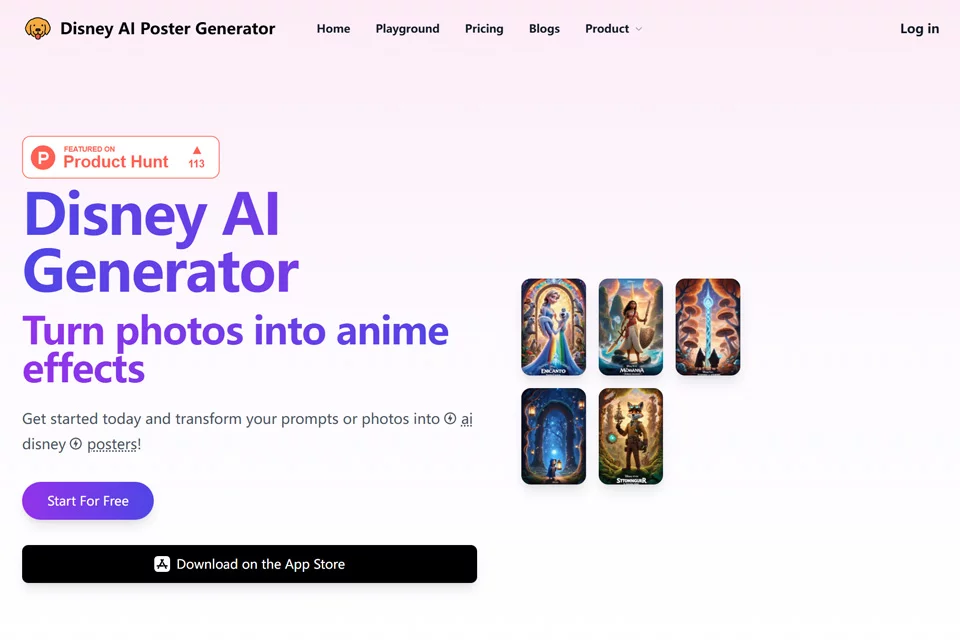 Disney AI Poster Generator
Home
Playground
Pricing
Blogs
Product
Log in
FEATURED ON
Product Hunt
113
Disney AI
Generator
Turn photos into anime
effects
Get started today and transform your prompts or photos into ai
disney posters!
Start For Free
Download on the App Store